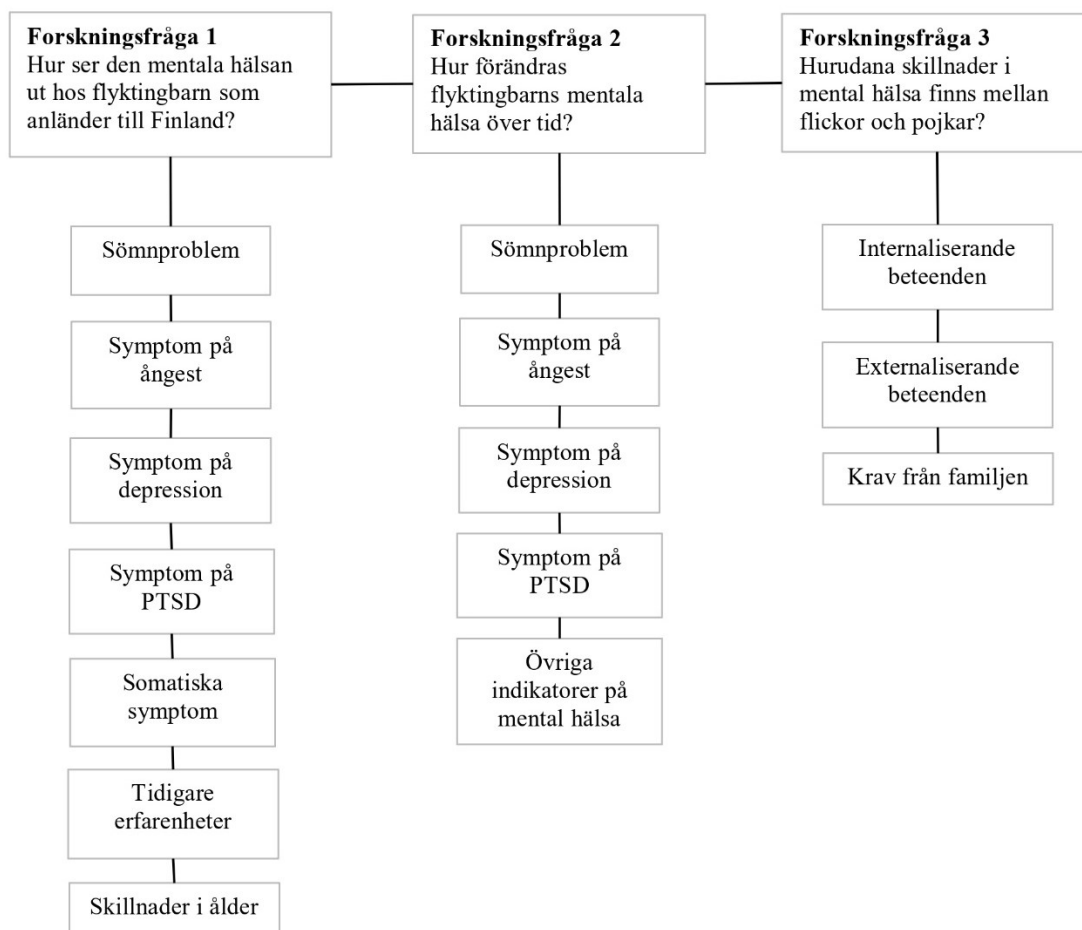 Forskningsfråga 1
Hur ser den mentala hälsan
ut hos flyktingbarn som
anländer till Finland?
Sömnproblem
Symptom på
ångest
Symptom på
depression
Symptom på
PTSD
Somatiska
symptom
Tidigare
erfarenheter
Skillnader i ålder
Forskningsfråga 2
Hur förändras
flyktingbarns mentala
hälsa över tid?
Sömnproblem
Symptom på
ångest
Symptom på
depression
Symptom på
PTSD
Övriga
indikatorer på
mental hälsa
Forskningsfråga 3
Hurudana skillnader i
mental hälsa finns mellan
flickor och pojkar?
Internaliserande
beteenden
Externaliserande
beteenden
Krav från familjen